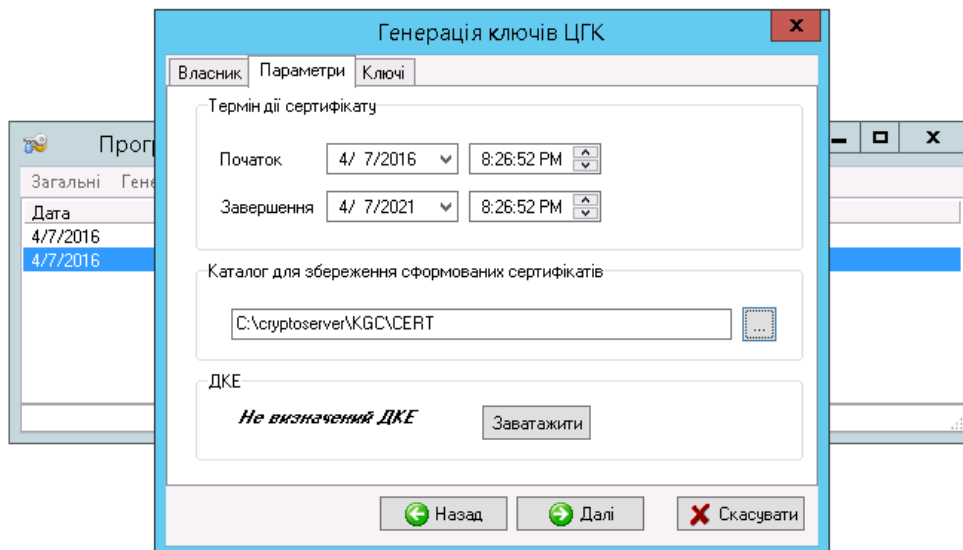 Генерація ключів ЦГК
x
Власник Параметри Ключі
Термін дії сертифікату
Початок 4/ 7/2016 8:26:52 PM
Завершення 4/ 7/2021 8:26:52 PM
Каталог для збереження сформованих сертифікатів
C:\cryptoserver\KGC\CERT ...
ДКЕ
Не визначений ДКЕ Заватажити
Назад Далі Скасувати
Загальні
Дата
4/7/2016
4/7/2016